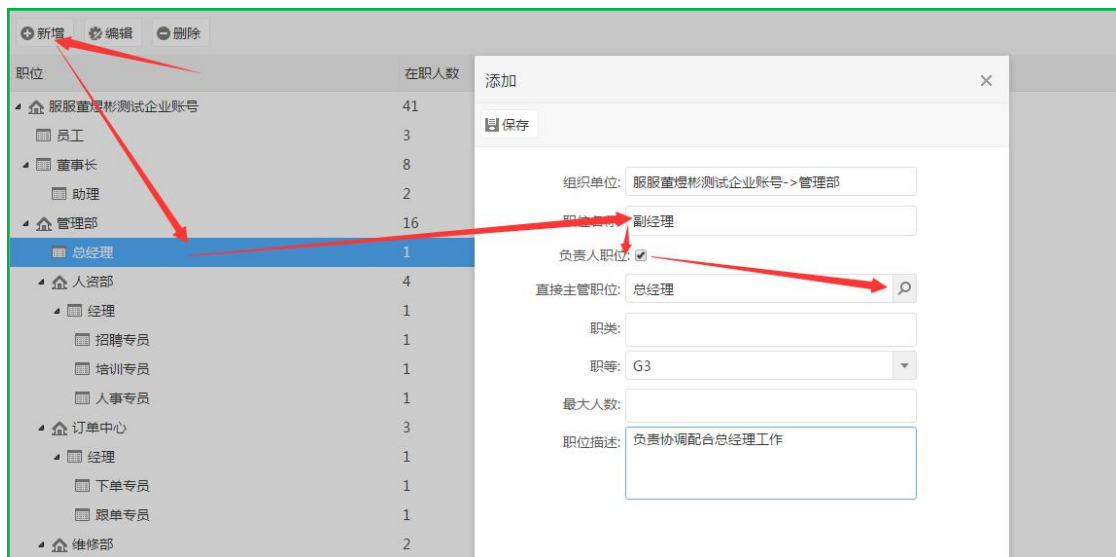 新增 编辑 删除
职位 在职人数
服服董煜彬测试企业账号 41
员工 3
董事长 8
助理 2
管理部 16
总经理 1
人资部 4
经理 1
招聘专员 1
培训专员 1
人事专员 1
订单中心 3
经理 1
下单专员 1
跟单专员 1
维修部 2
添加
保存
组织单位: 服服董煜彬测试企业账号->管理部
职位名称: 副经理
负责人职位:
直接主管职位: 总经理
职类:
职等: G3
最大人数:
职位描述: 负责协调配合总经理工作